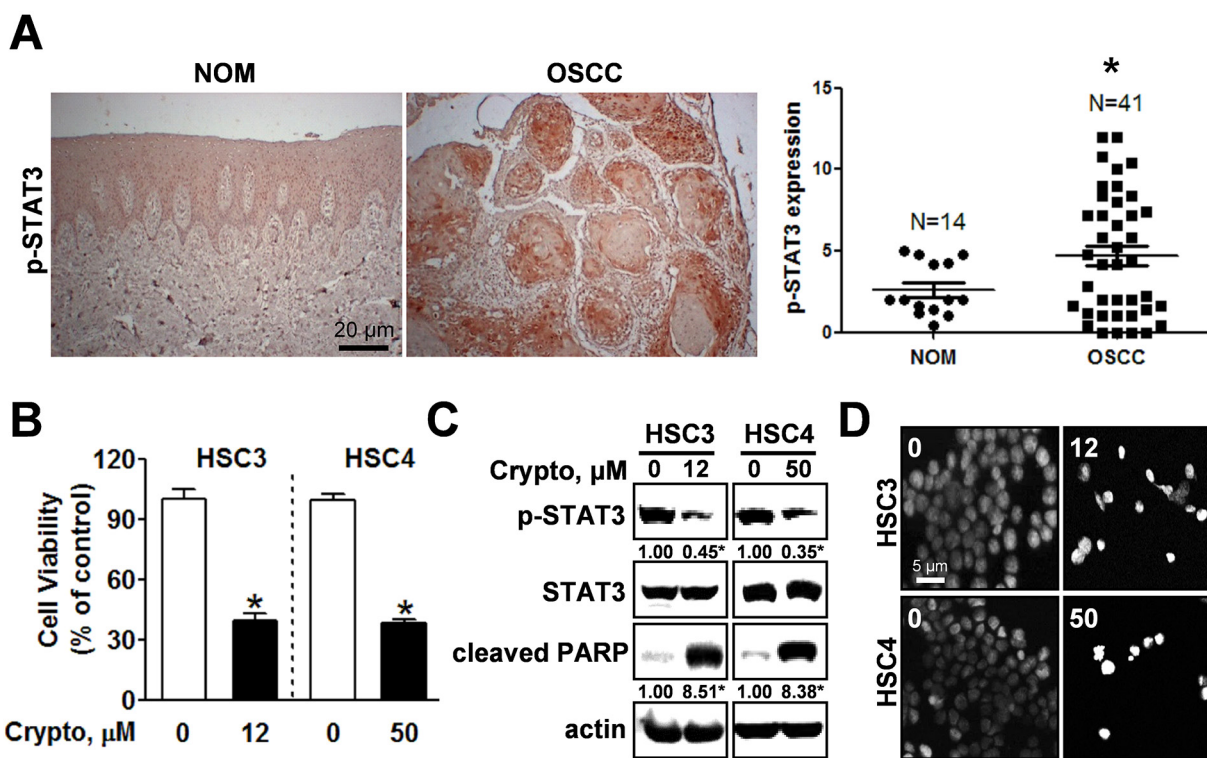 A
NOM OSCC
p-STAT3
20 µm
p-STAT3 expression
15
10
5
0
N=14
*
N=41
NOM OSCC
B
Cell Viability
(% of control)
120
90
60
30
0
HSC3 HSC4
* *
Crypto, µM 0 12 0 50
C
HSC3 HSC4
Crypto, µM 0 12 0 50
p-STAT3
1.00 0.45* 1.00 0.35*
STAT3
cleaved PARP
1.00 8.51* 1.00 8.38*
actin
D
HSC3
0 12
5 µm
HSC4
0 50